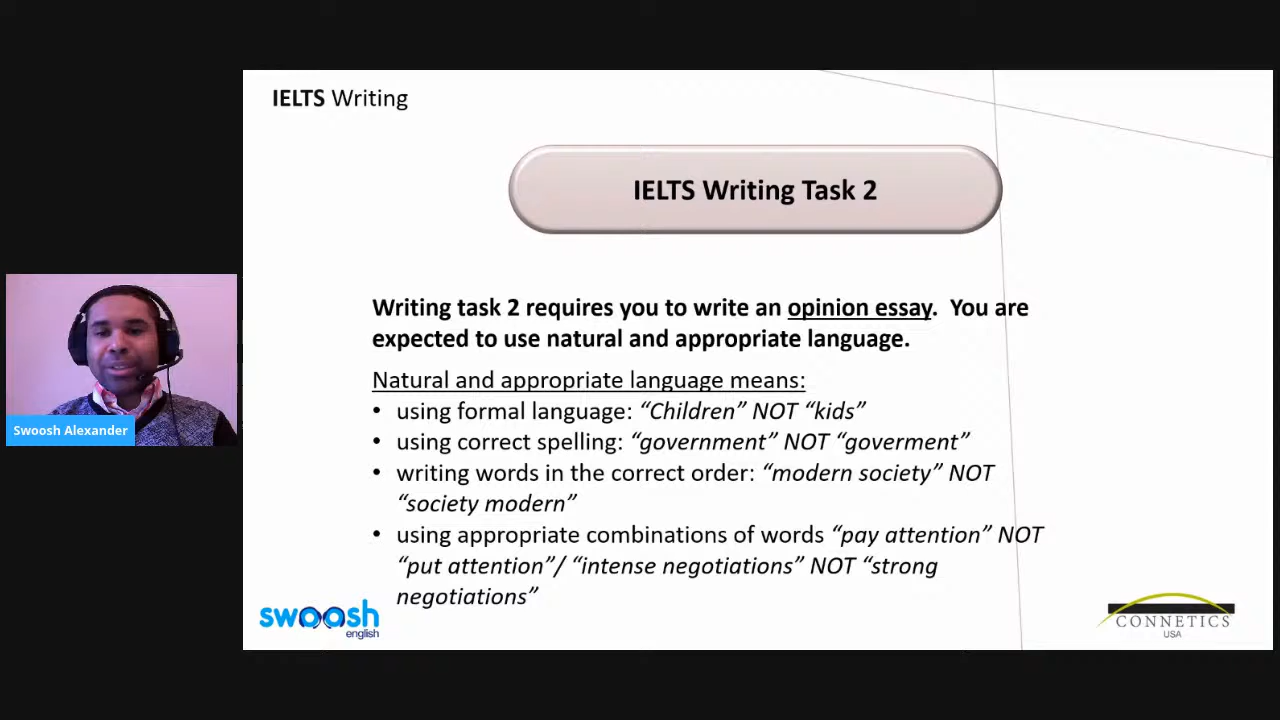 IELTS Writing
IELTS Writing Task 2
Writing task 2 requires you to write an opinion essay. You are
expected to use natural and appropriate language.
Natural and appropriate language means:
• using formal language: “Children” NOT “kids”
• using correct spelling: “government” NOT “goverment”
• writing words in the correct order: “modern society” NOT
“society modern”
• using appropriate combinations of words “pay attention” NOT
“put attention”/ “intense negotiations” NOT “strong
negotiations”
Swoosh Alexander
swoosh
english
CONNETICS
USA